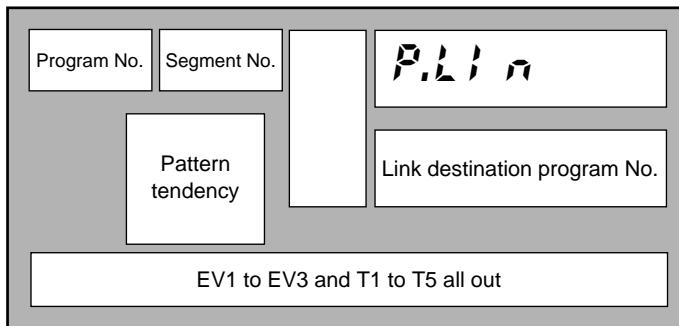 Program No.
Segment No.
P.LI n
Pattern
tendency
Link destination program No.
EV1 to EV3 and T1 to T5 all out